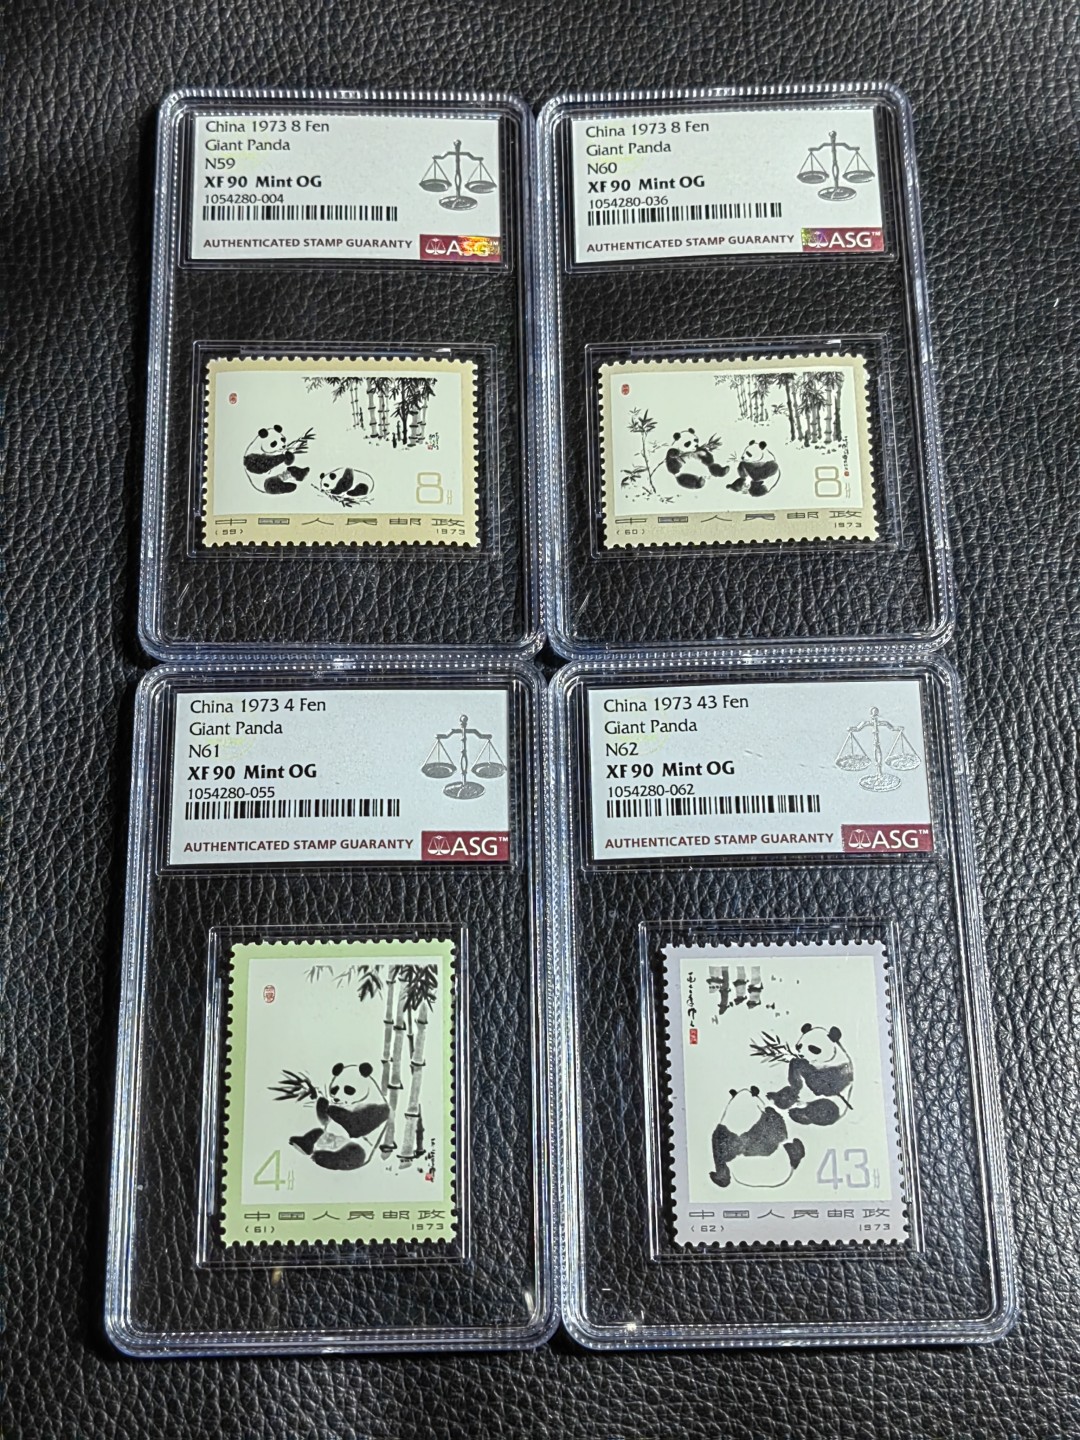 China 1973 8 Fen
Giant Panda
N59
XF 90 Mint OG
1054280-004
AUTHENTICATED STAMP GUARANTY ASG™
8分
中国人民邮政
(59) 1973
China 1973 8 Fen
Giant Panda
N60
XF 90 Mint OG
1054280-036
AUTHENTICATED STAMP GUARANTY ASG™
8分
中国人民邮政
(60) 1973
China 1973 4 Fen
Giant Panda
N61
XF 90 Mint OG
1054280-055
AUTHENTICATED STAMP GUARANTY ASG™
4分
中国人民邮政
(61) 1973
China 1973 43 Fen
Giant Panda
N62
XF 90 Mint OG
1054280-062
AUTHENTICATED STAMP GUARANTY ASG™
43分
中国人民邮政
(62) 1973